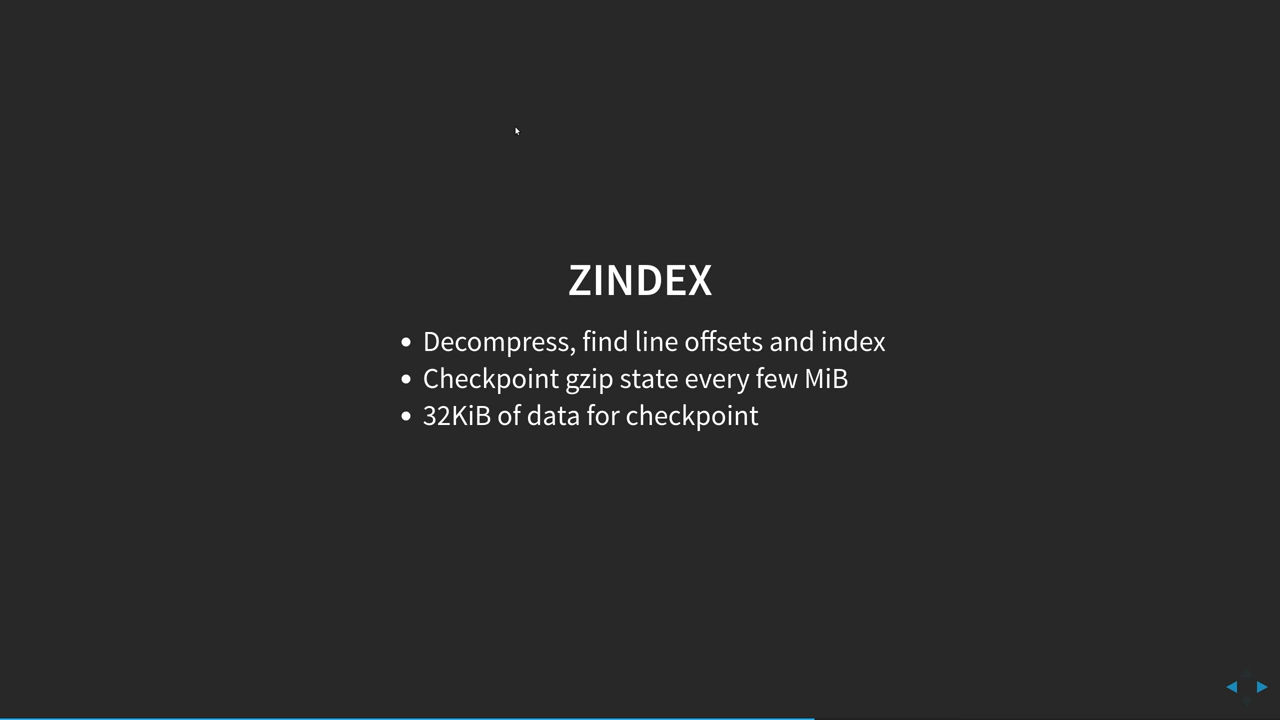 ZINDEX
• Decompress, find line offsets and index
• Checkpoint gzip state every few MiB
• 32KiB of data for checkpoint